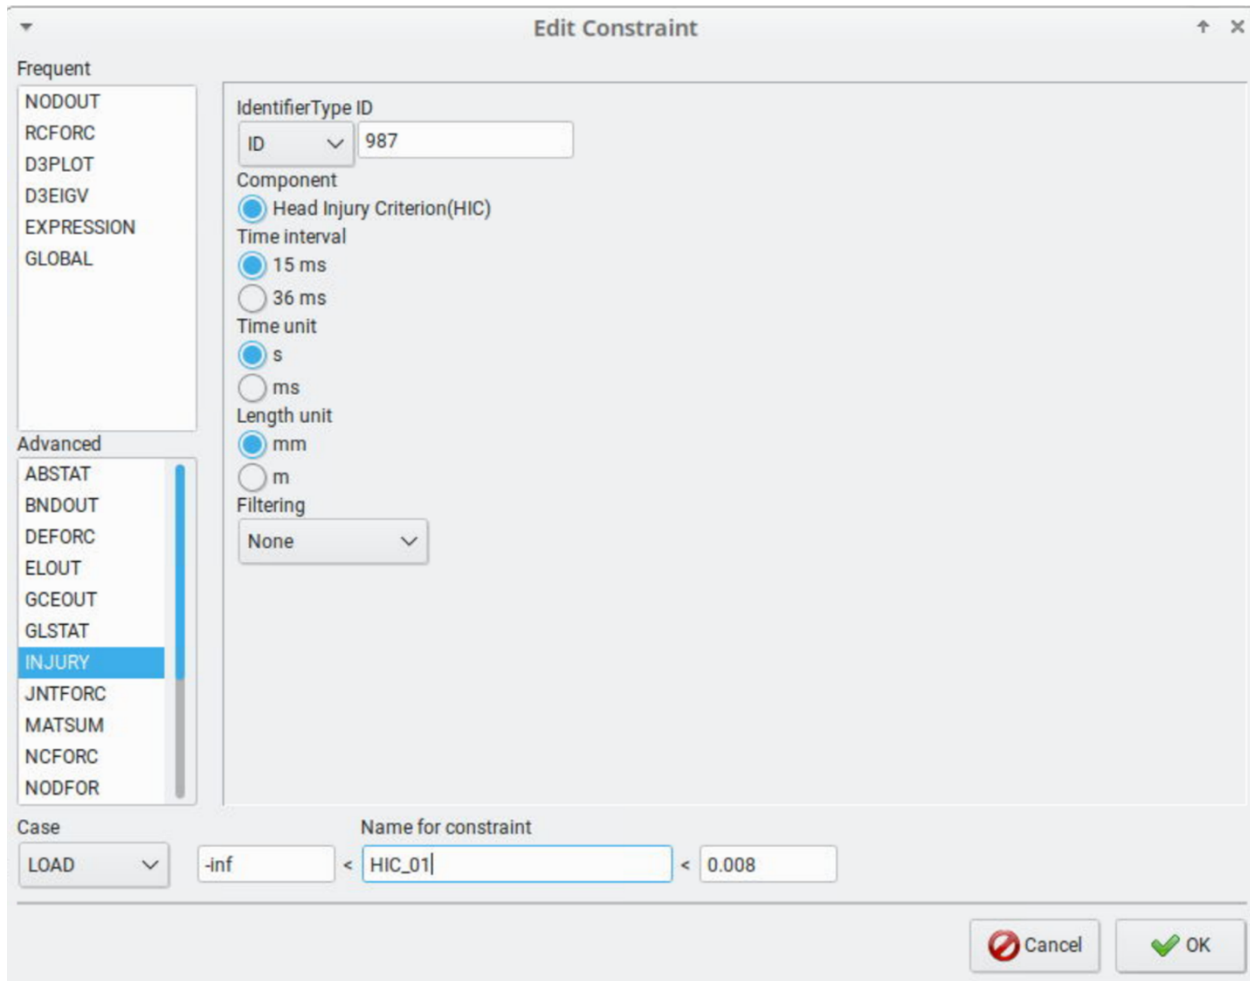 Edit Constraint
Frequent
NODOUT
RCFORC
D3PLOT
D3EIGV
EXPRESSION
GLOBAL
Advanced
ABSTAT
BNDOUT
DEFORC
ELOUT
GCEOUT
GLSTAT
INJURY
JNTFORC
MATSUM
NCFORC
NODFOR
IdentifierType ID
ID 987
Component
Head Injury Criterion(HIC)
Time interval
15 ms
36 ms
Time unit
s
ms
Length unit
mm
m
Filtering
None
Case Name for constraint
LOAD -inf < HIC_01 < 0.008
Cancel OK